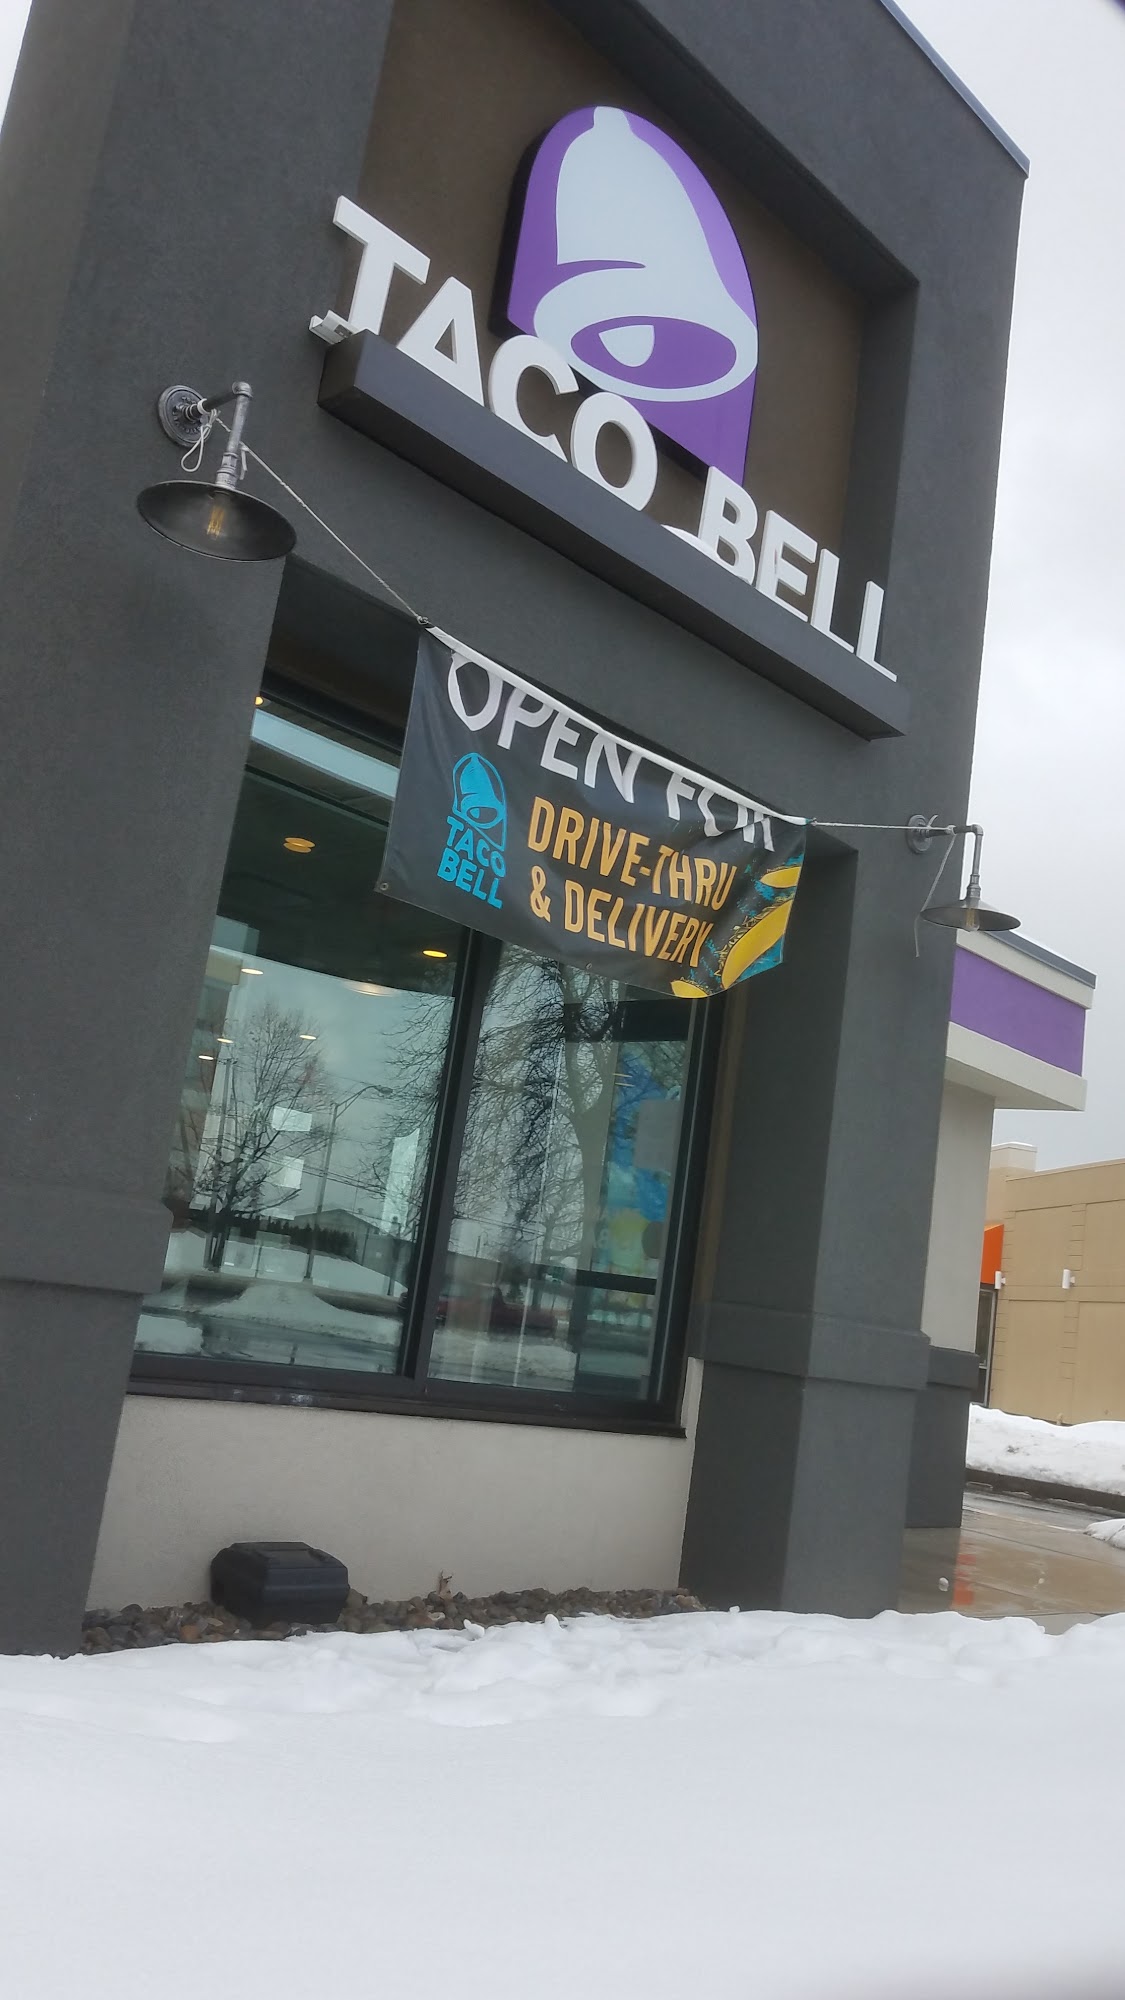 TACO BELL
OPEN FOR
TACO
BELL
DRIVE-THRU
& DELIVERY